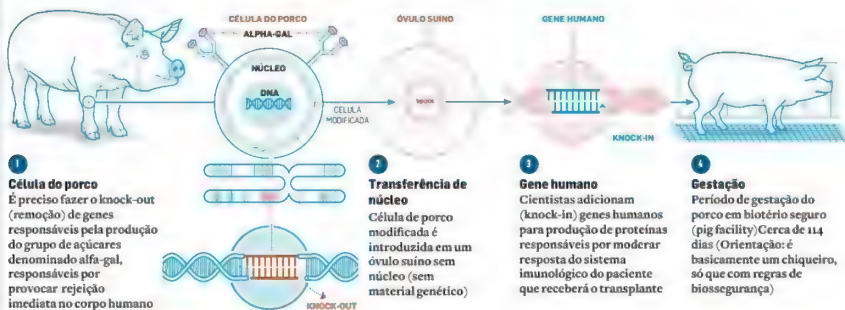 CÉLULA DO PORCO
ALPHA-GAL
NÚCLEO
DNA
CÉLULA
MODIFICADA
ÓVULO SUÍNO
GENE HUMANO
KNOCK-IN
1
Célula do porco
É preciso fazer o knock-out
(remoção) de genes
responsáveis pela produção
do grupo de açúcares
denominado alfa-gal,
responsáveis por
provocar rejeição
imediata no corpo humano
KNOCK-OUT
2
Transferência de
núcleo
Célula de porco
modificada é
introduzida em um
óvulo suíno sem
núcleo (sem
material genético)
3
Gene humano
Cientistas adicionam
(knock-in) genes humanos
para produção de proteínas
responsáveis por moderar
resposta do sistema
imunológico do paciente
que receberá o transplante
4
Gestação
Período de gestação do
porco em biotério seguro
(pig facility)Cerca de 114
dias (Orientação: é
basicamente um chiqueiro,
só que com regras de
biossegurança)